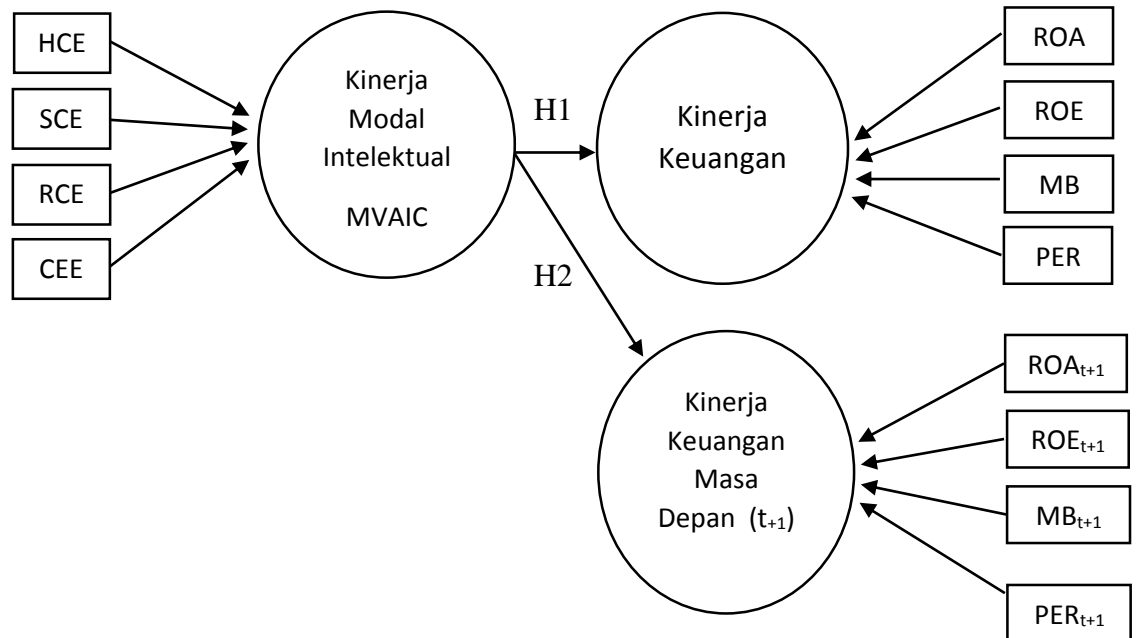 HCE
SCE
RCE
CEE
Kinerja
Modal
Intelektual
MVAIC
H1
H2
Kinerja
Keuangan
ROA
ROE
MB
PER
Kinerja
Keuangan
Masa
Depan (t+1)
ROAt+1
ROEt+1
MBt+1
PERt+1